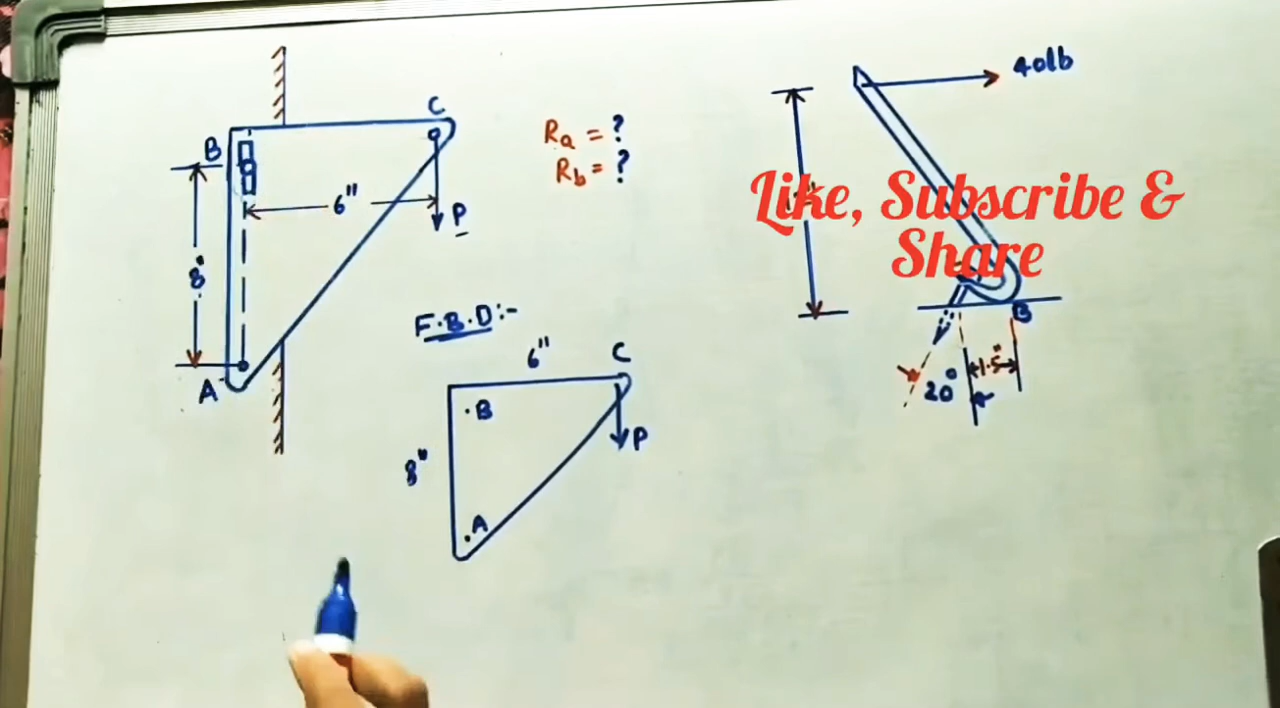 B
C
6"
P
8"
A
Ra = ?
Rb = ?
F.B.D:-
6"
C
B
P
8"
A
40lb
Like, Subscribe &
Share
B
1.5"
20°